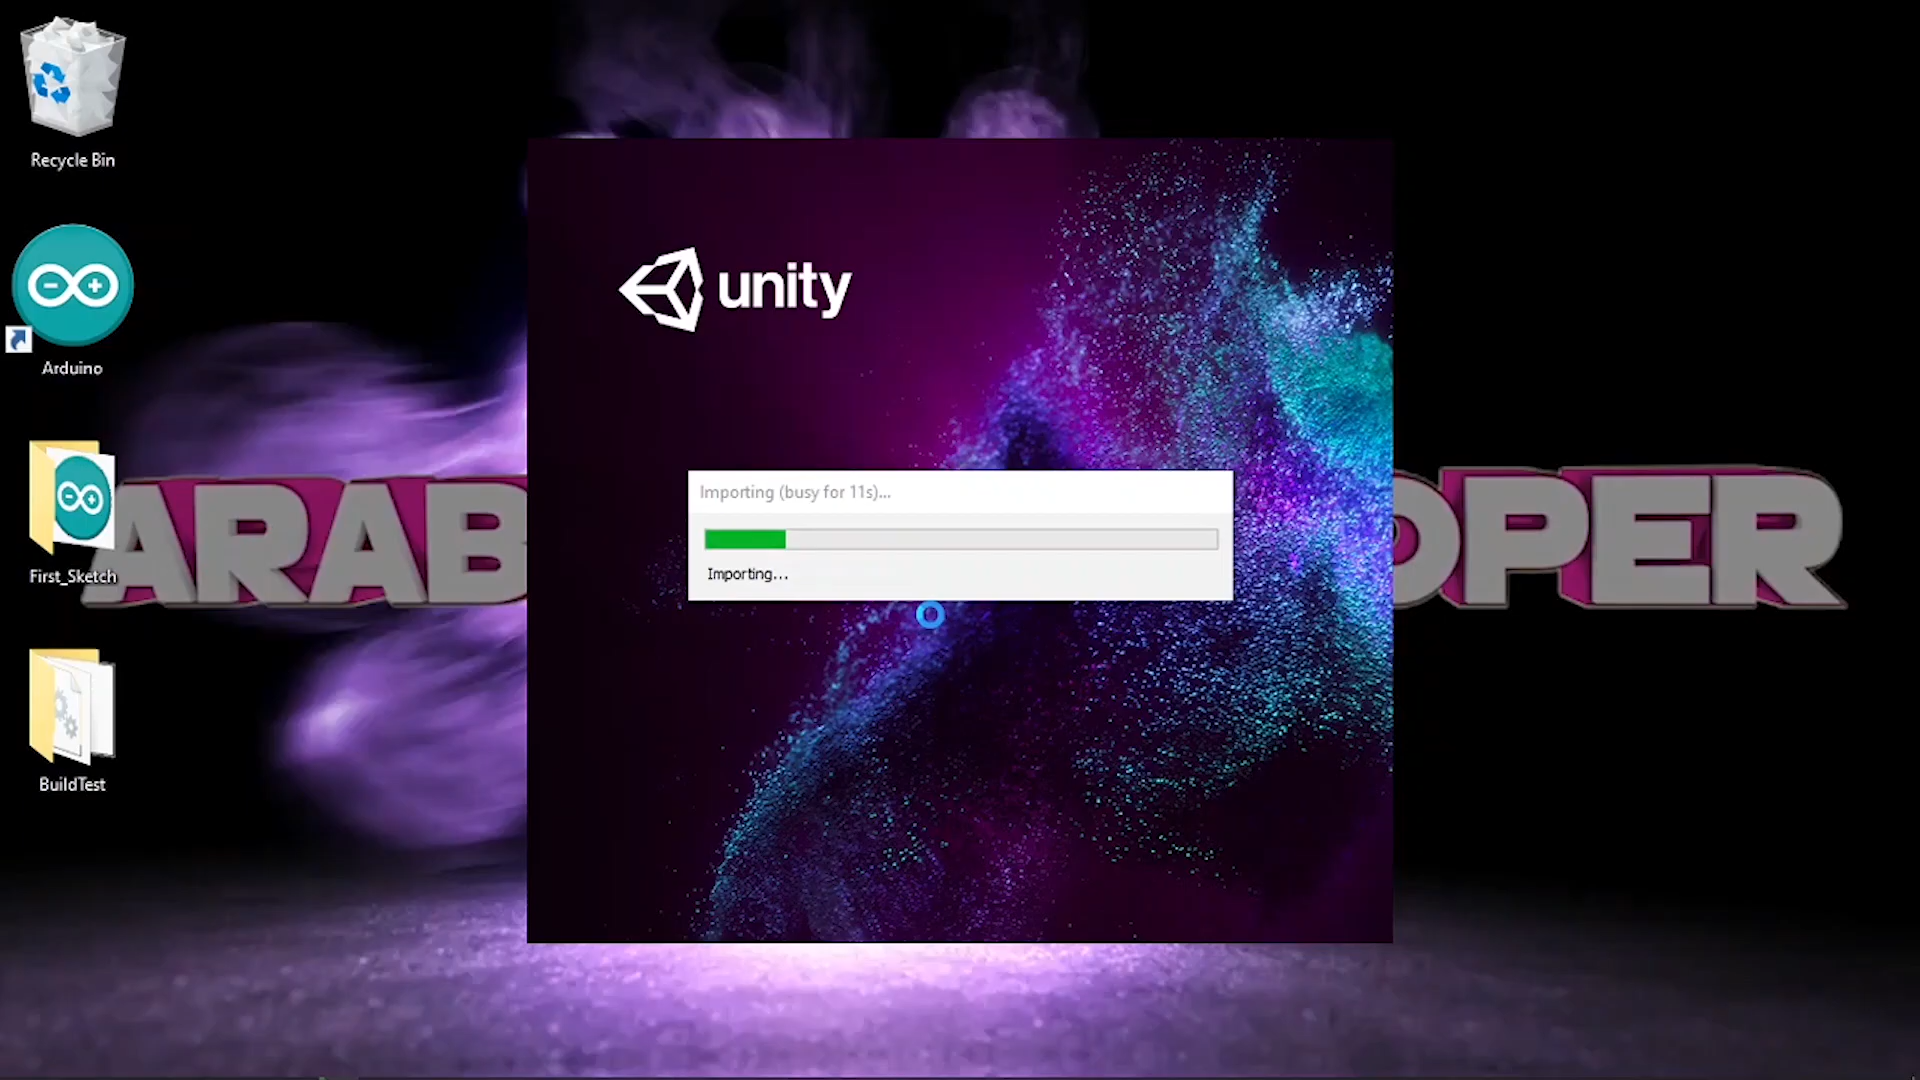 Recycle Bin
Arduino
First_Sketch
BuildTest
unity
Importing (busy for 11s)...
Importing...
ARAB
OPER